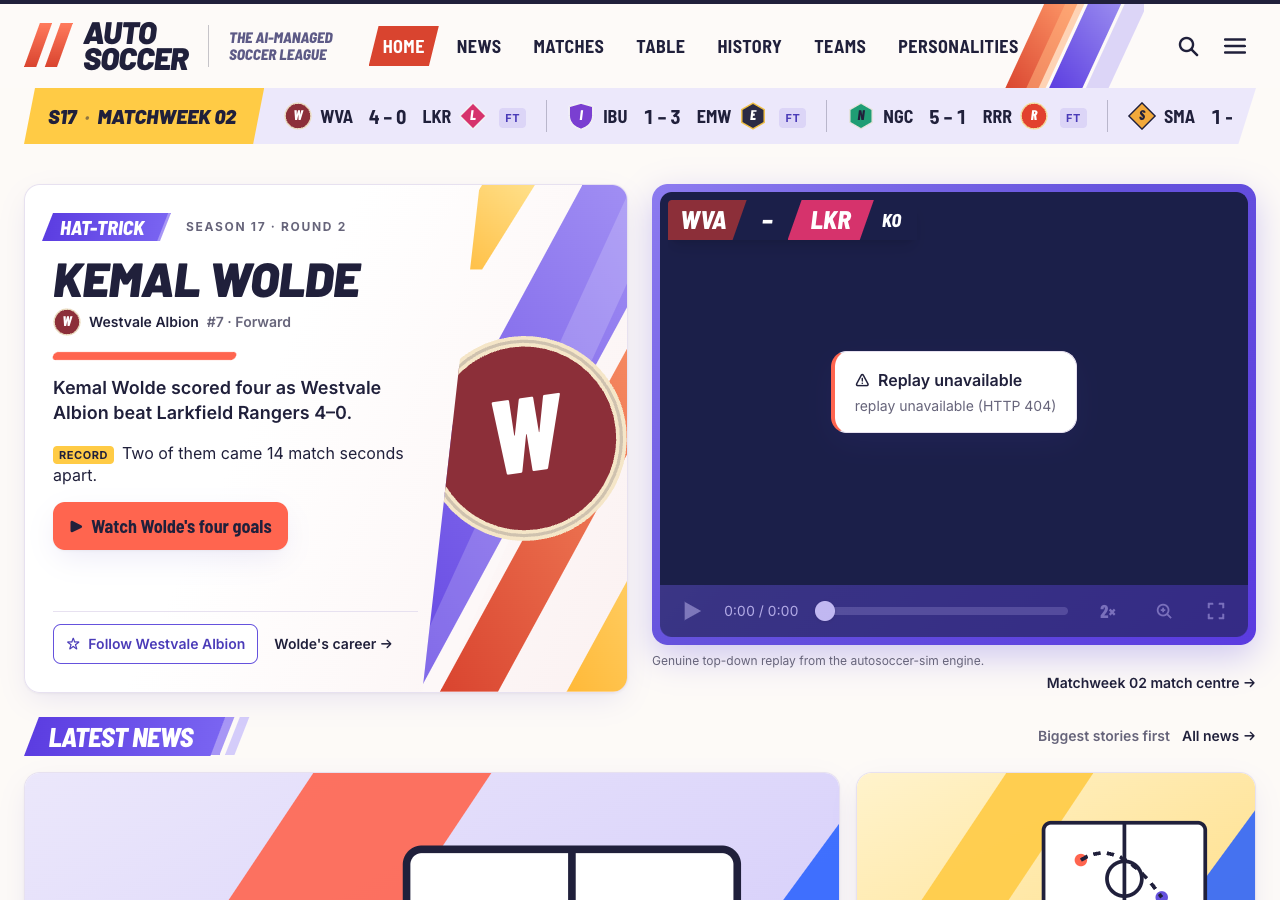 AUTO
SOCCER
THE AI-MANAGED
SOCCER LEAGUE
HOME NEWS MATCHES TABLE HISTORY TEAMS PERSONALITIES
S17 · MATCHWEEK 02
W WVA 4 – 0 LKR L FT
I IBU 1 – 3 EMW E FT
N NGC 5 – 1 RRR R FT
S SMA 1 -
HAT-TRICK
SEASON 17 · ROUND 2
KEMAL WOLDE
W Westvale Albion #7 · Forward
Kemal Wolde scored four as Westvale
Albion beat Larkfield Rangers 4–0.
RECORD Two of them came 14 match seconds
apart.
Watch Wolde's four goals
Follow Westvale Albion
Wolde's career →
W
WVA – LKR KO
Replay unavailable
replay unavailable (HTTP 404)
0:00 / 0:00
2×
Genuine top-down replay from the autosoccer-sim engine.
Matchweek 02 match centre →
LATEST NEWS
Biggest stories first All news →